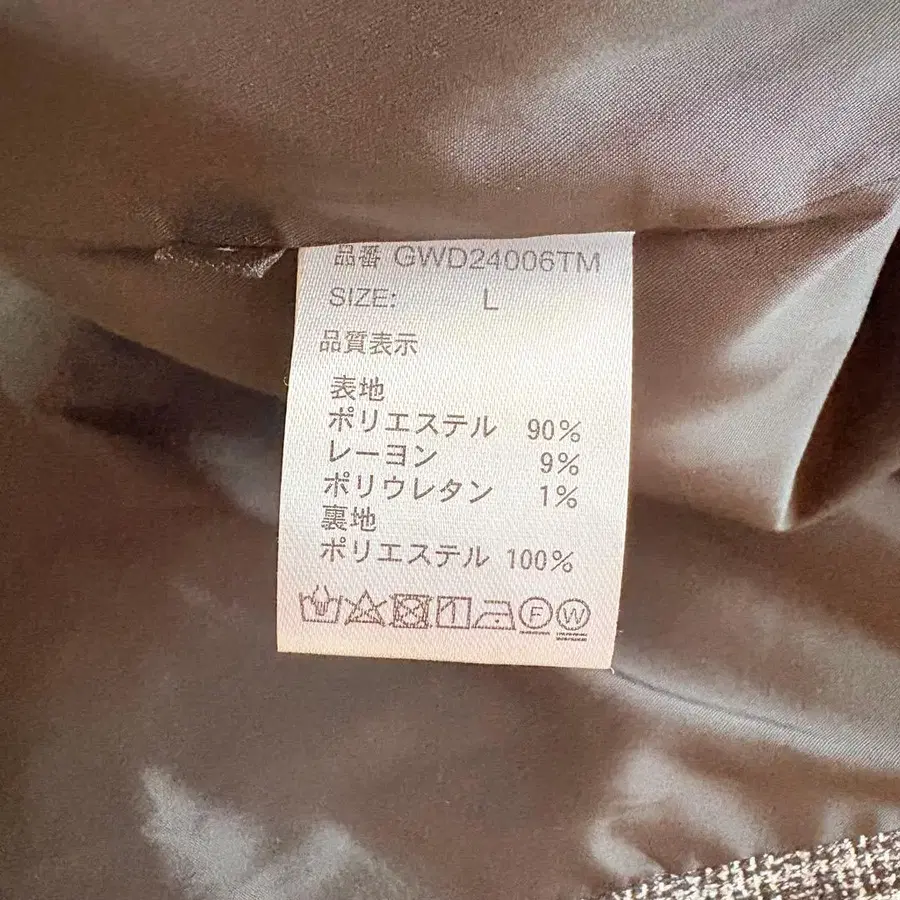 品番 GWD24006TM
SIZE: L
品質表示
表地
ポリエステル 90%
レーヨン 9%
ポリウレタン 1%
裏地
ポリエステル 100%
F W